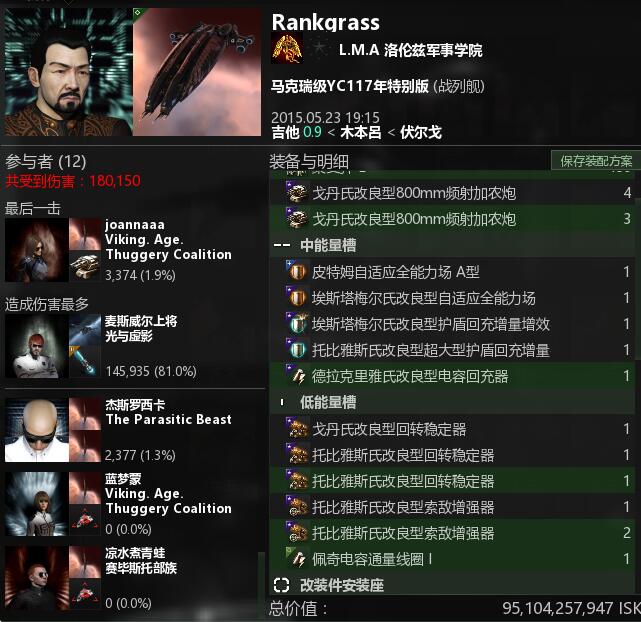 Rankgrass
L.M.A 洛伦兹军事学院
马克瑞级YC117年特别版 (战列舰)
2015.05.23 19:15
吉他 0.9 < 木本吕 < 伏尔戈
参与者 (12)
共受到伤害：180,150
最后一击
joannaaa
Viking. Age.
Thuggery Coalition
3,374 (1.9%)
造成伤害最多
麦斯威尔上将
光与虚影
145,935 (81.0%)
杰斯罗西卡
The Parasitic Beast
2,377 (1.3%)
蓝梦蒙
Viking. Age.
Thuggery Coalition
0 (0.0%)
凉水煮青蛙
赛毕斯托部族
0 (0.0%)
装备与明细
保存装配方案
戈丹氏改良型800mm频射加农炮 4
戈丹氏改良型800mm频射加农炮 3
中能量槽
皮特姆自适应全能力场 A型 1
埃斯塔梅尔氏改良型自适应全能力场 1
埃斯塔梅尔氏改良型护盾回充增量增效 1
托比雅斯氏改良型超大型护盾回充增量 1
德拉克里雅氏改良型电容回充器 1
低能量槽
戈丹氏改良型回转稳定器 1
托比雅斯氏改良型回转稳定器 1
托比雅斯氏改良型回转稳定器 1
托比雅斯氏改良型索敌增强器 1
托比雅斯氏改良型索敌增强器 2
佩奇电容通量线圈 I 1
改装件安装座
总价值： 95,104,257,947 ISK